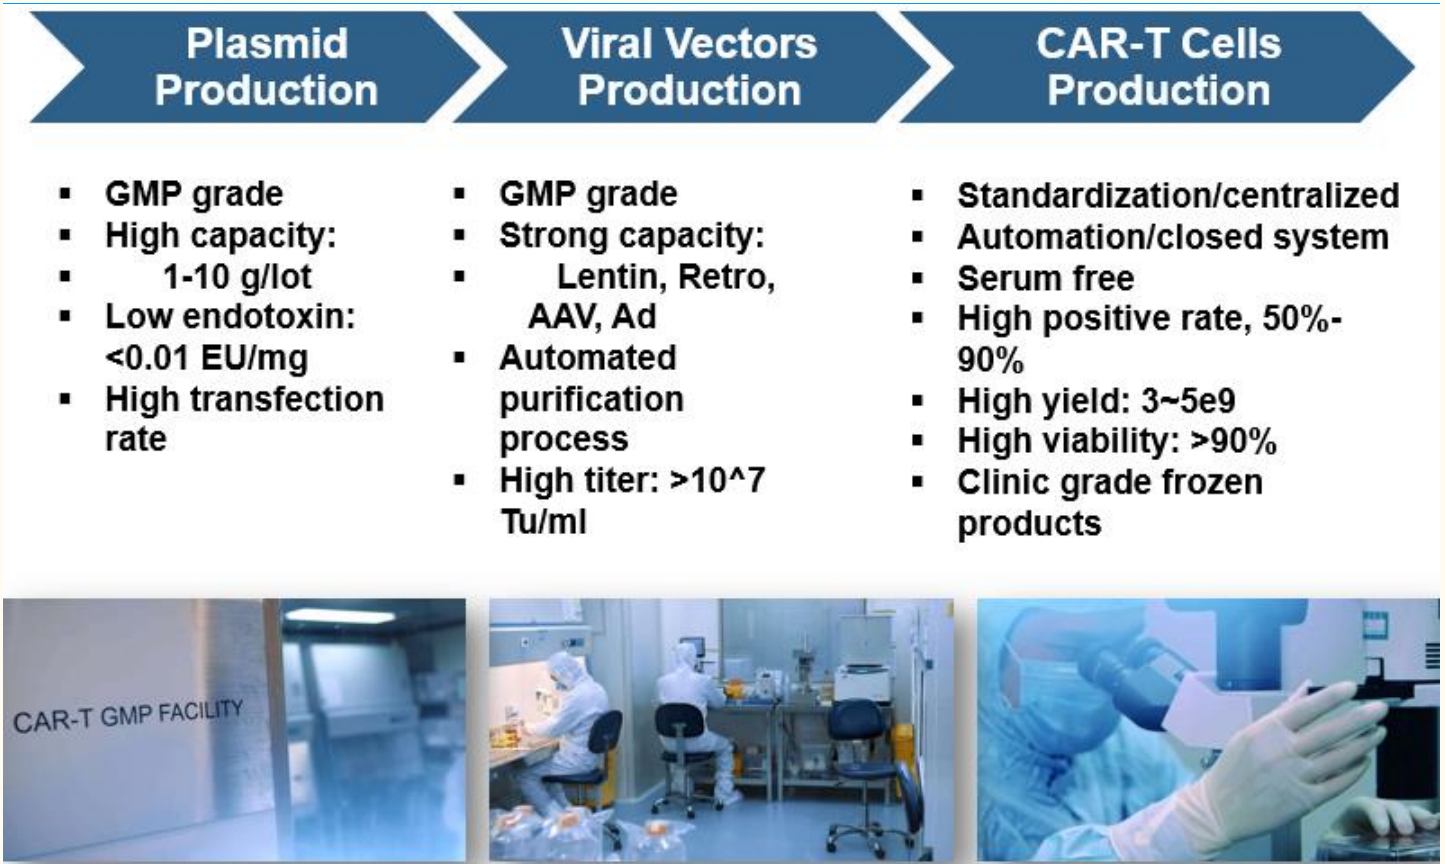 Plasmid
Production
Viral Vectors
Production
CAR-T Cells
Production
▪ GMP grade
▪ High capacity:
▪ 1-10 g/lot
▪ Low endotoxin:
<0.01 EU/mg
▪ High transfection
rate
▪ GMP grade
▪ Strong capacity:
▪ Lentin, Retro,
AAV, Ad
▪ Automated
purification
process
▪ High titer: >10^7
Tu/ml
▪ Standardization/centralized
▪ Automation/closed system
▪ Serum free
▪ High positive rate, 50%-
90%
▪ High yield: 3~5e9
▪ High viability: >90%
▪ Clinic grade frozen
products
CAR-T GMP FACILITY